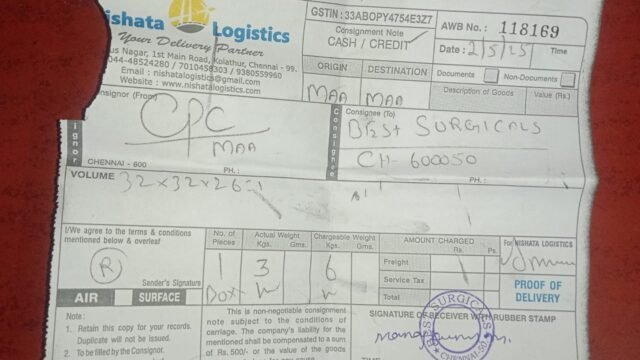 Nishata Logistics
Your Delivery Partner
us Nagar, 1st Main Road, Kolathur, Chennai - 99.
044-48524280 / 7010458303 / 9380559960
Email : nishatalogistics@gmail.com
Website : www.nishatalogistics.com
GSTIN : 33ABOPY4754E3Z7
Consignment Note
CASH / CREDIT
AWB No. : 118169
Date : 2/5/25 Time
ORIGIN DESTINATION
MAA MAA
Documents Non-Documents
Description of Goods Value (Rs.)
Consignor (From)
CPC
MAA
CHENNAI - 600 PH. :
Consignee
Consignee (To)
BEST SURGICALS
CH- 600050
PH. :
VOLUME 32x32x26-1
I/We agree to the terms & conditions
mentioned below & overleaf
R
Sender's Signature
AIR SURFACE
No. of Pieces
1
BOX
Actual Weight
Kgs. Gms.
3
Chargeable Weight
Kgs. Gms.
6
AMOUNT CHARGED
Rs. Ps.
Freight
Service Tax
Total
For NISHATA LOGISTICS
PROOF OF
DELIVERY
Note :
1. Retain this copy for your records.
Duplicate will not be issued.
2. To be filled by the Consignor.
This is non-negotiable consignment
note subject to the conditions of
carriage. The company's liability for the
mentioned shall be compensated to a sum
of Rs. 500/- or the value of the goods
SIGNATURE OF RECEIVER WITH RUBBER STAMP
SURGICALS
CHENNAI-50